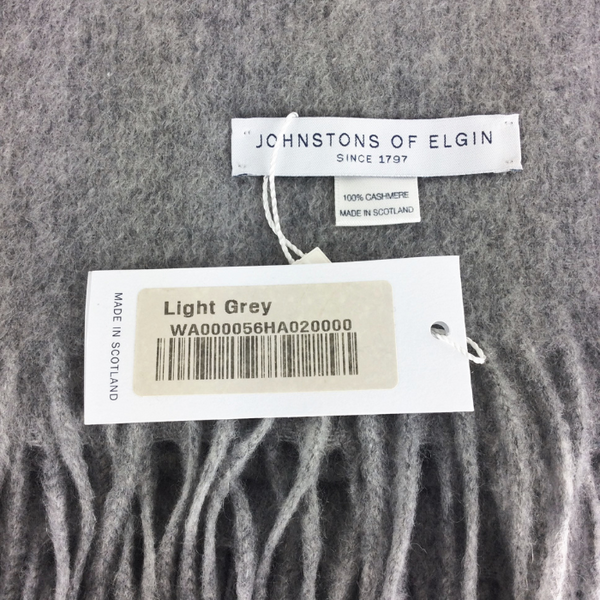 JOHNSTONS OF ELGIN
SINCE 1797
100% CASHMERE
MADE IN SCOTLAND
MADE IN SCOTLAND
Light Grey
WA000056HA020000